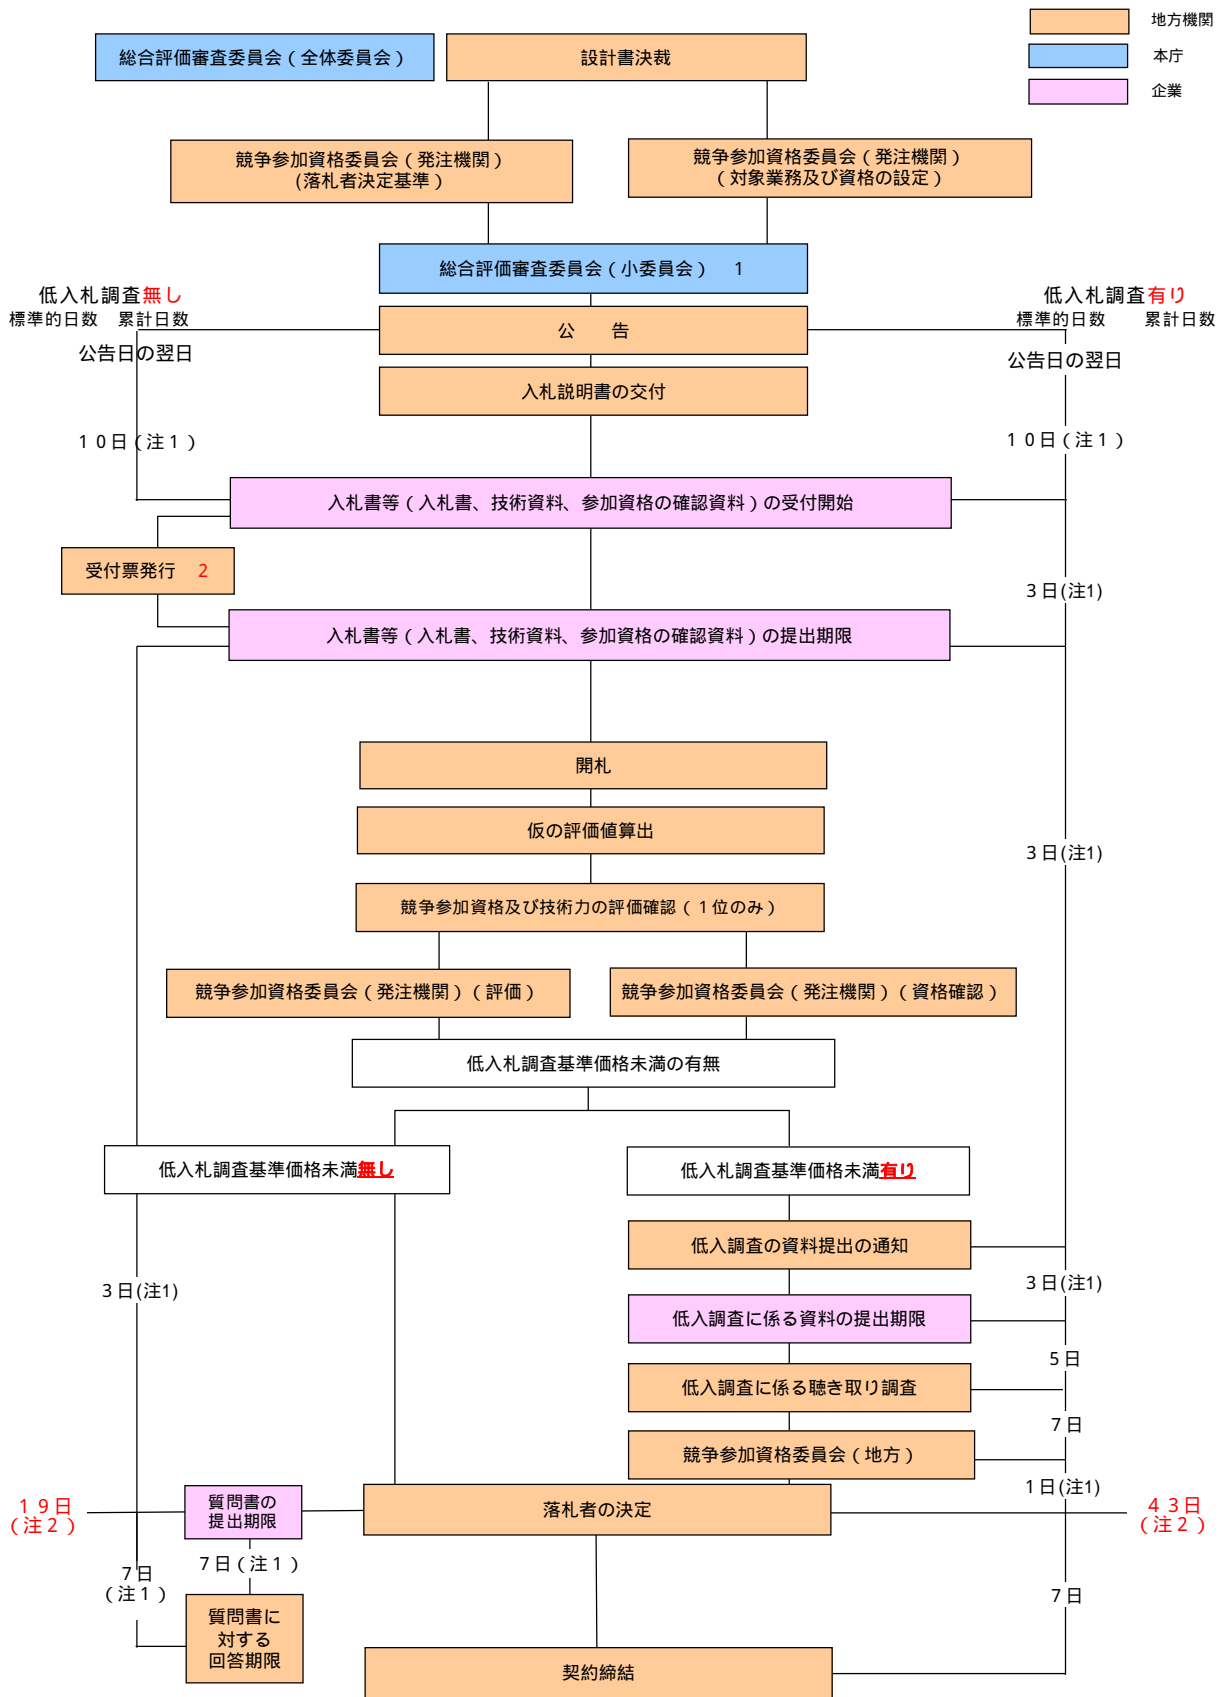 地方機関
本庁
企業
総合評価審査委員会（全体委員会）
設計書決裁
競争参加資格委員会（発注機関）
(落札者決定基準）
競争参加資格委員会（発注機関）
（対象業務及び資格の設定）
総合評価審査委員会（小委員会）　1
低入札調査無し
標準的日数　累計日数
低入札調査有り
標準的日数　累計日数
公　告
公告日の翌日
公告日の翌日
入札説明書の交付
１０日（注１）
１０日（注１）
入札書等（入札書、技術資料、参加資格の確認資料）の受付開始
受付票発行　2
３日(注1)
入札書等（入札書、技術資料、参加資格の確認資料）の提出期限
開札
仮の評価値算出
３日(注1)
競争参加資格及び技術力の評価確認（１位のみ）
競争参加資格委員会（発注機関）（評価）
競争参加資格委員会（発注機関）（資格確認）
低入札調査基準価格未満の有無
低入札調査基準価格未満無し
低入札調査基準価格未満有り
低入調査の資料提出の通知
３日(注1)
３日(注1)
低入調査に係る資料の提出期限
５日
低入調査に係る聴き取り調査
７日
競争参加資格委員会（地方）
１日(注1)
１９日
（注２）
質問書の
提出期限
落札者の決定
４３日
（注２）
７日（注１）
７日
（注１）
７日
質問書に
対する
回答期限
契約締結